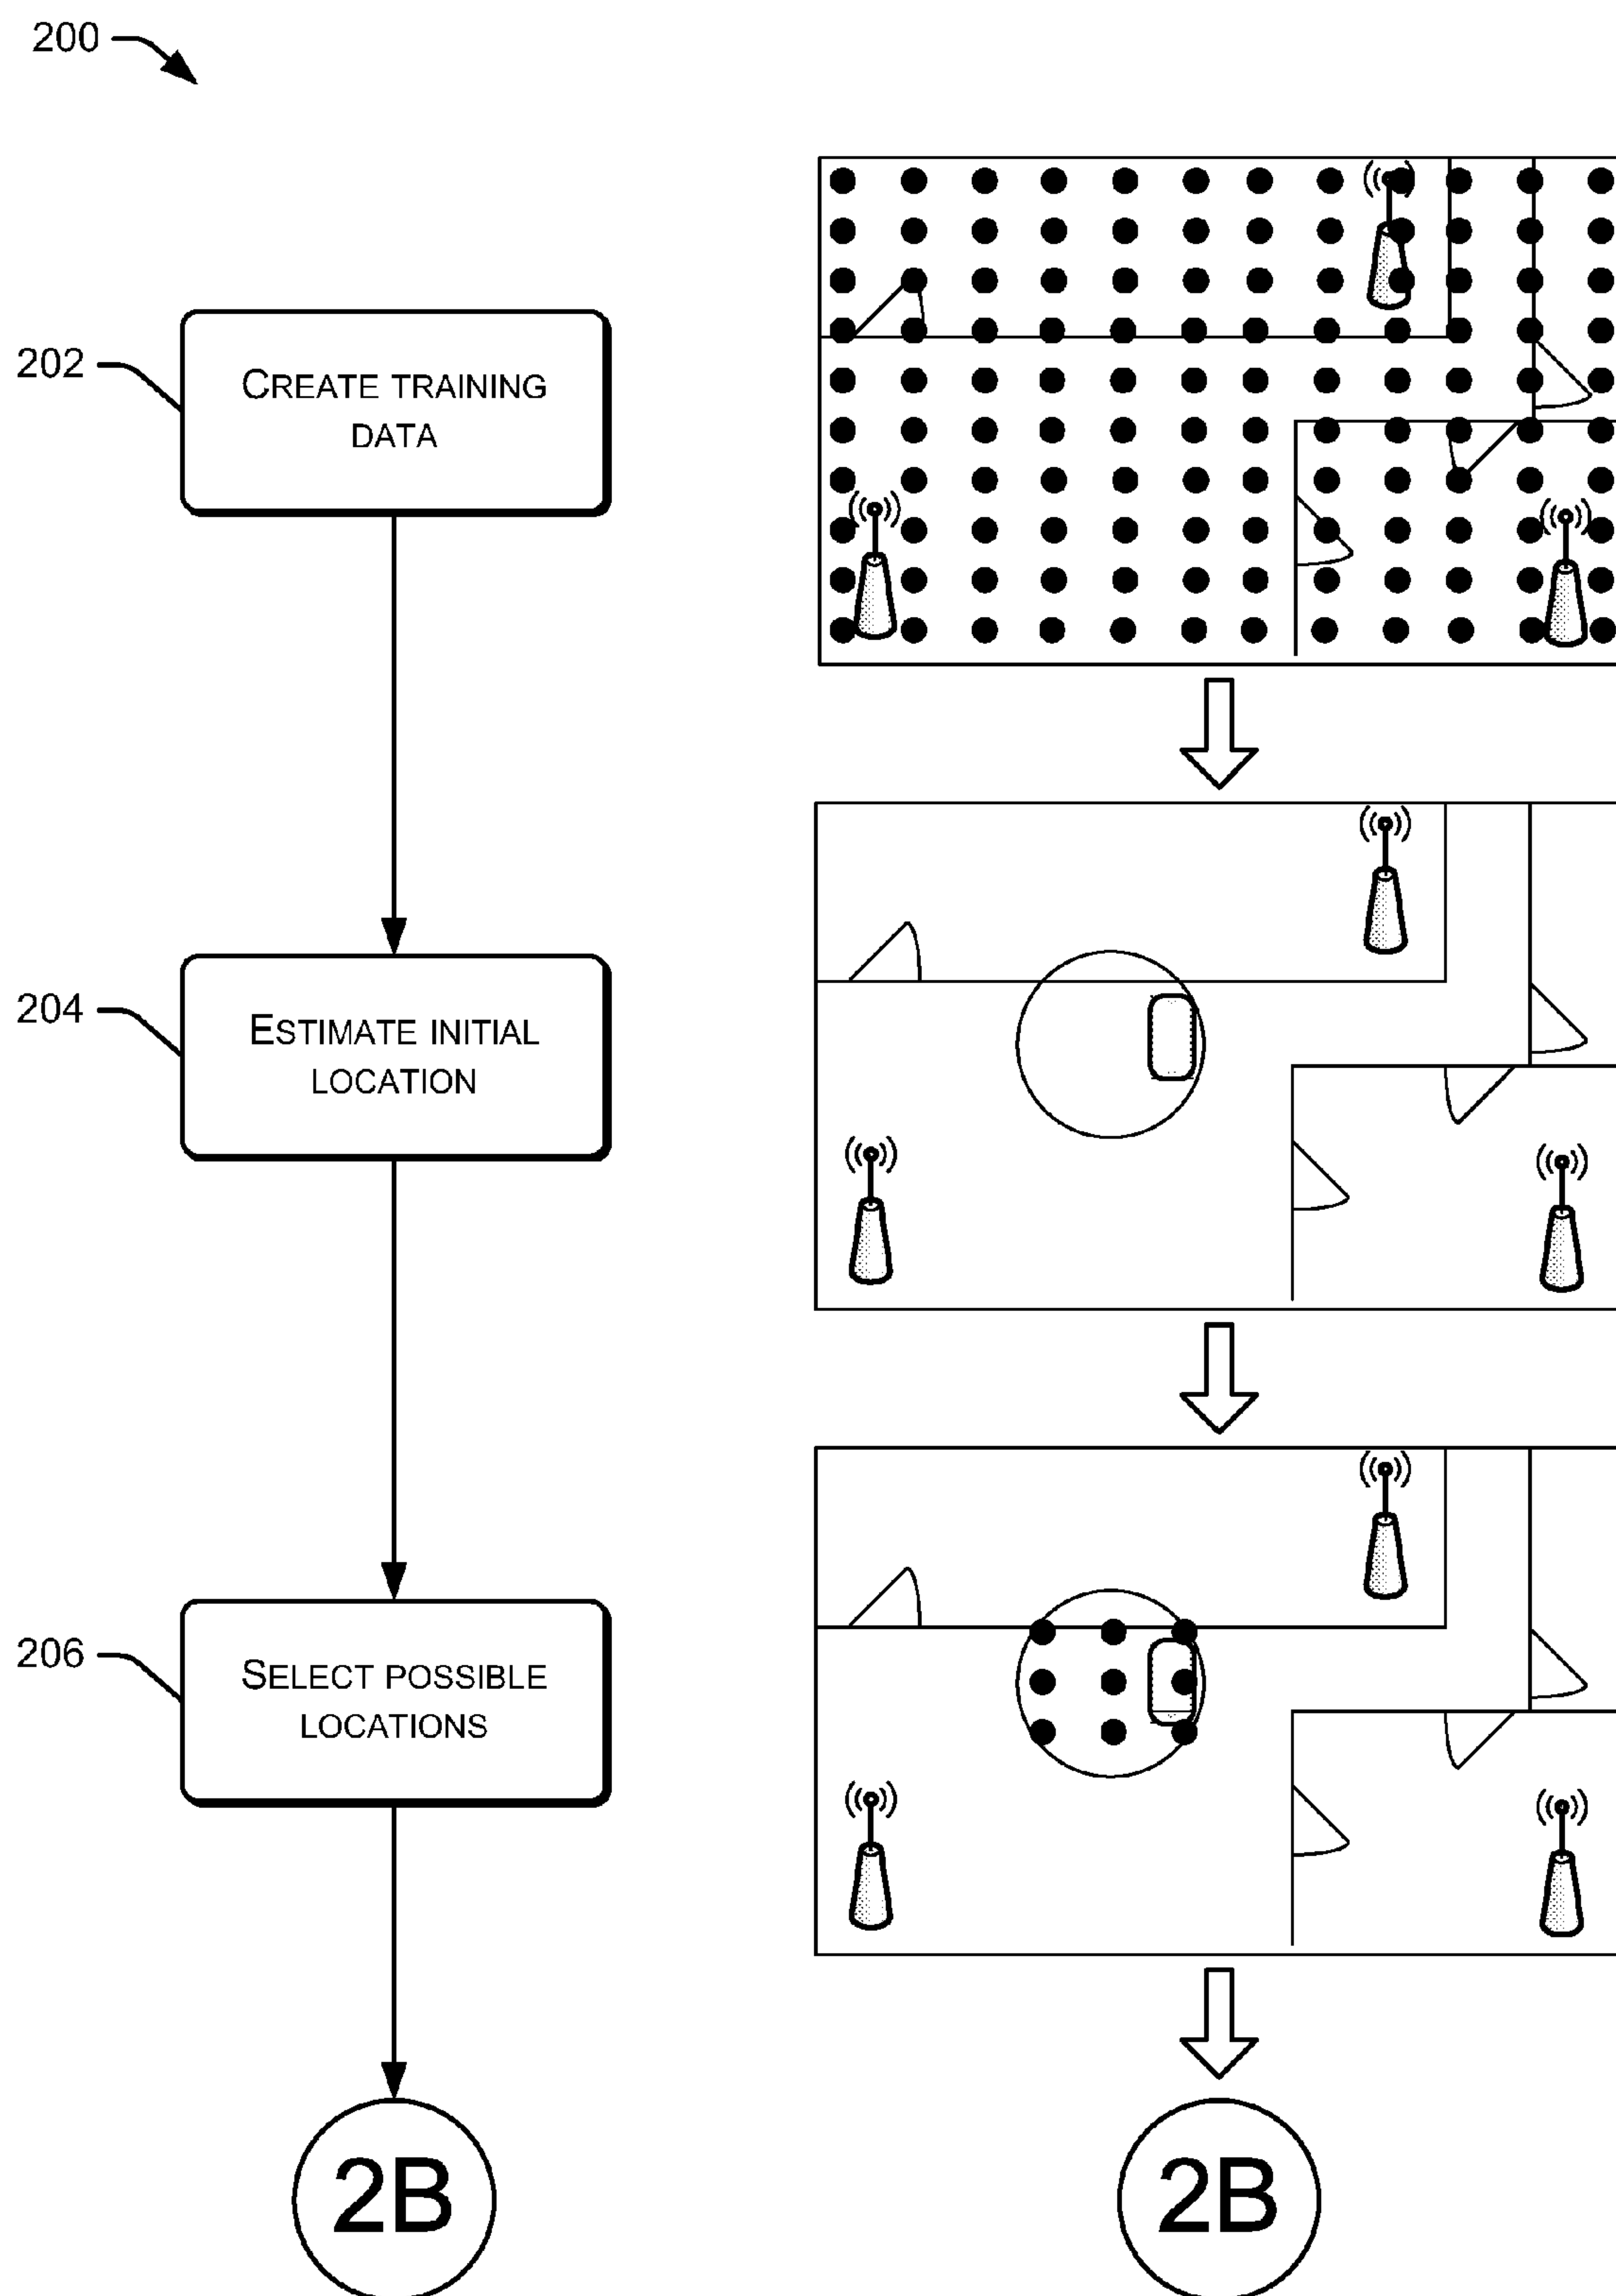 200
202
CREATE TRAINING
DATA
204
ESTIMATE INITIAL
LOCATION
206
SELECT POSSIBLE
LOCATIONS
2B
2B